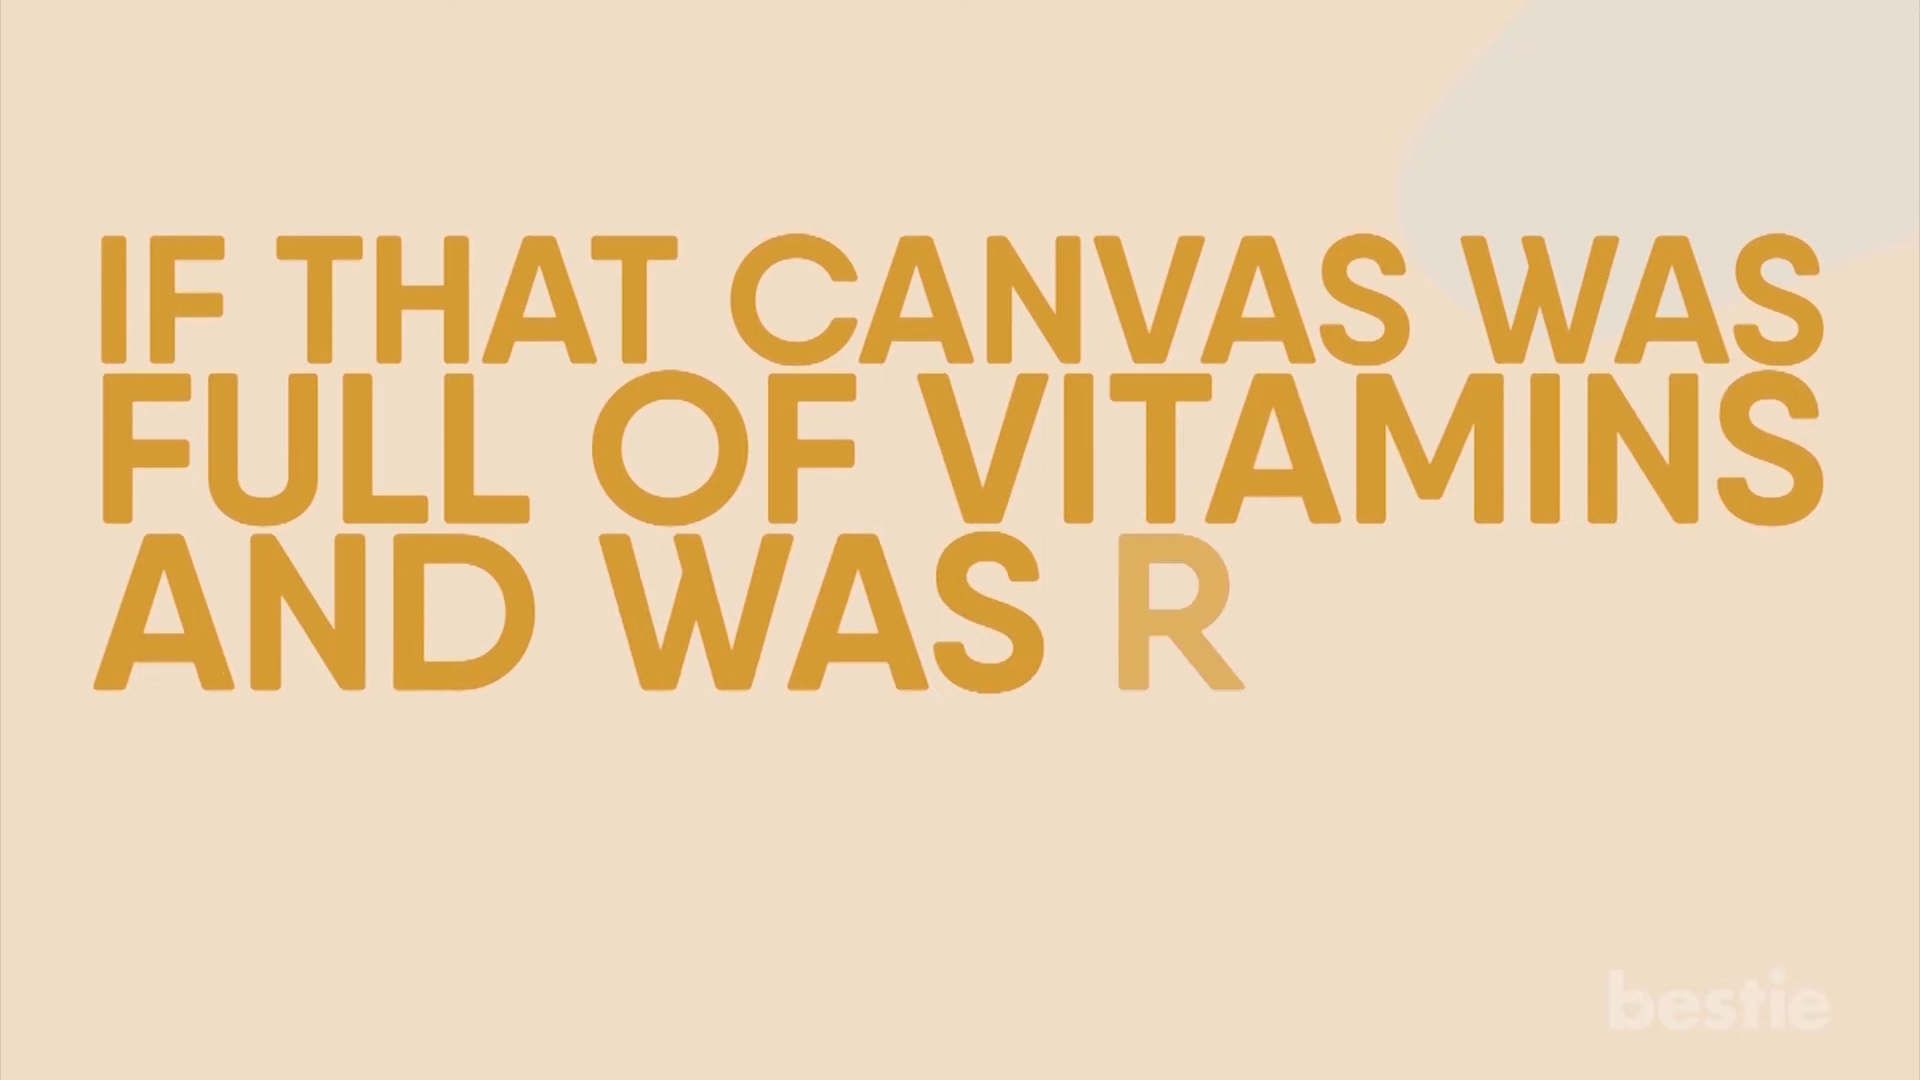 IF THAT CANVAS WAS
FULL OF VITAMINS
AND WAS R
bestie